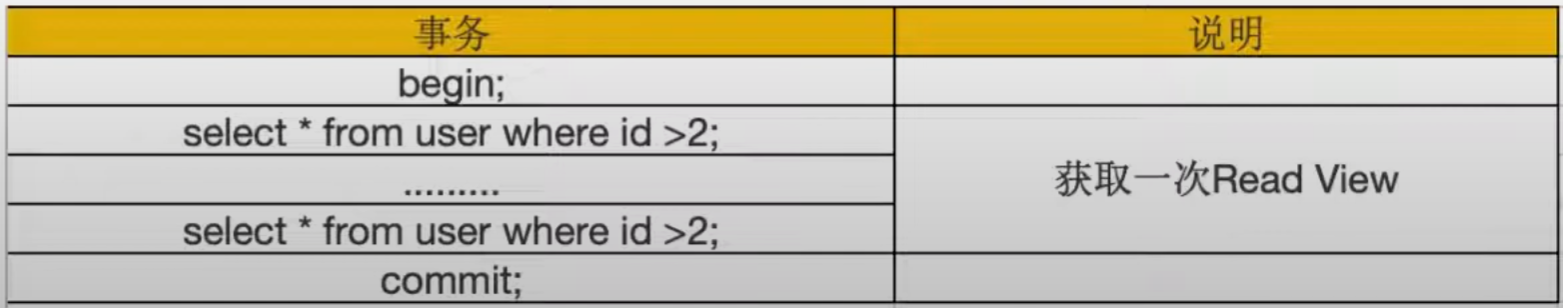 事务 说明
begin;
select * from user where id >2;
.........
获取一次Read View
select * from user where id >2;
commit;